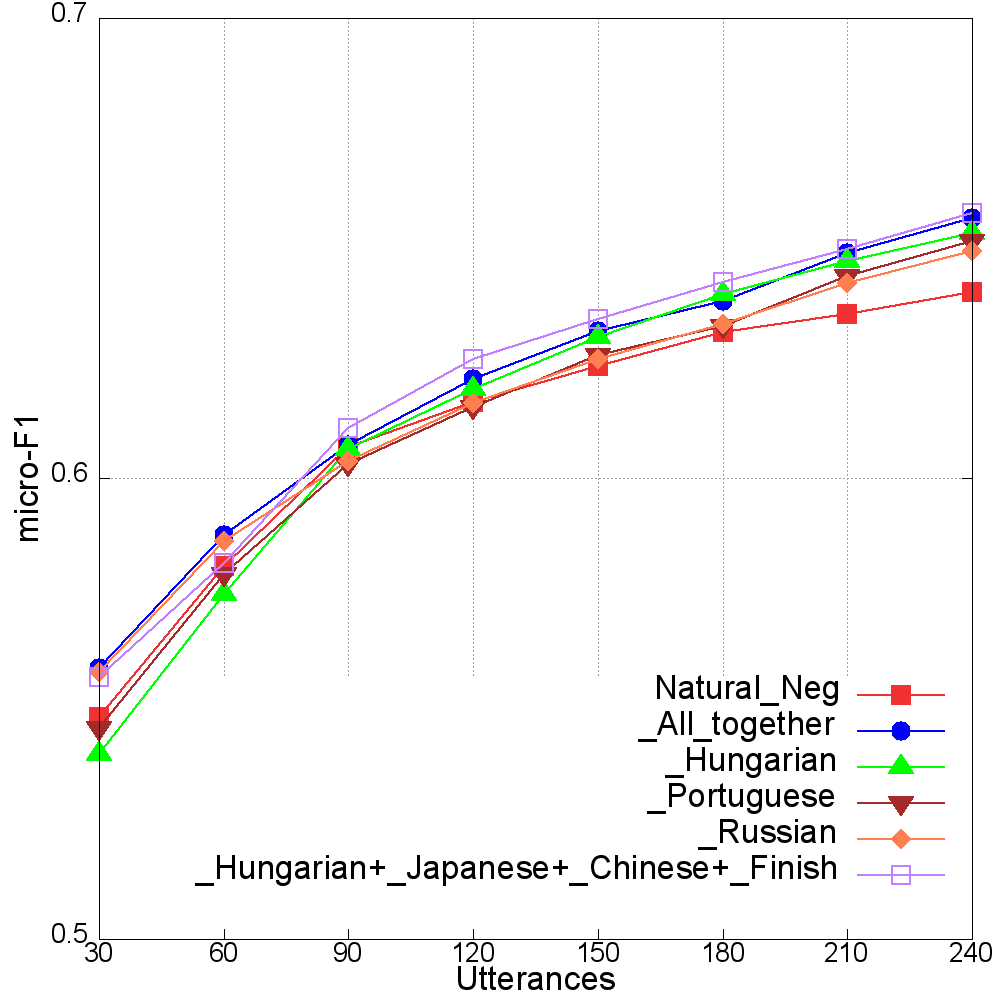 0.7
0.6
0.5
micro-F1
Natural_Neg
_All_together
_Hungarian
_Portuguese
_Russian
_Hungarian+_Japanese+_Chinese+_Finish
30 60 90 120 150 180 210 240
Utterances